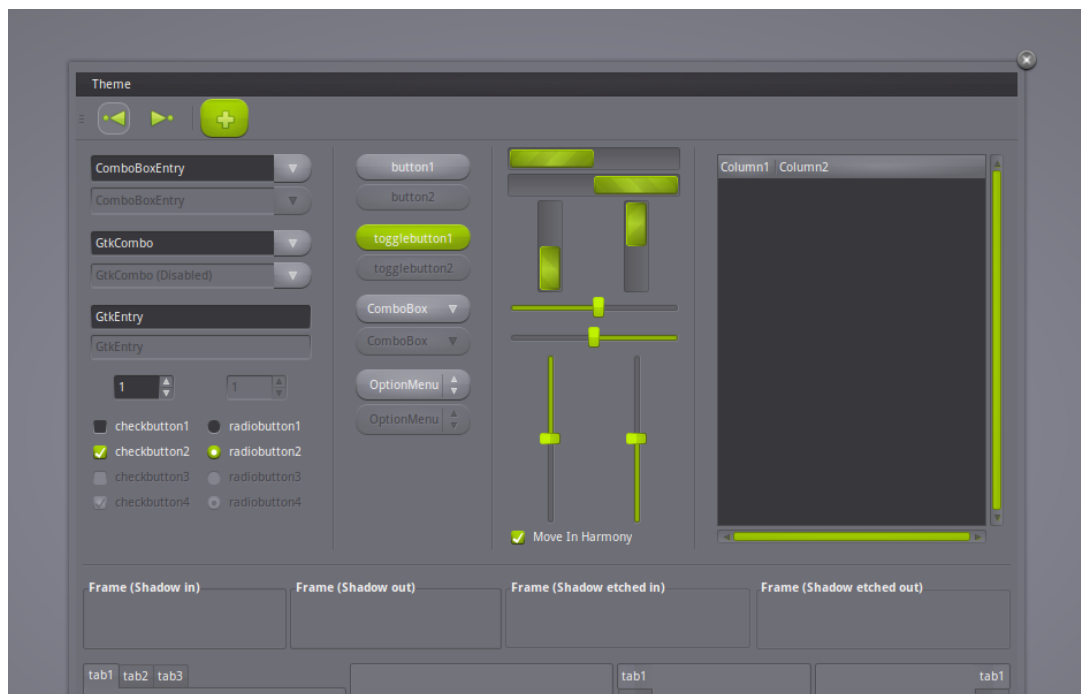 Theme
ComboBoxEntry
ComboBoxEntry
GtkCombo
GtkCombo (Disabled)
GtkEntry
GtkEntry
1 1
checkbutton1 radiobutton1
checkbutton2 radiobutton2
checkbutton3 radiobutton3
checkbutton4 radiobutton4
button1
button2
togglebutton1
togglebutton2
ComboBox
ComboBox
OptionMenu
OptionMenu
Move In Harmony
Column1 Column2
Frame (Shadow in) Frame (Shadow out) Frame (Shadow etched in) Frame (Shadow etched out)
tab1 tab2 tab3 tab1 tab1